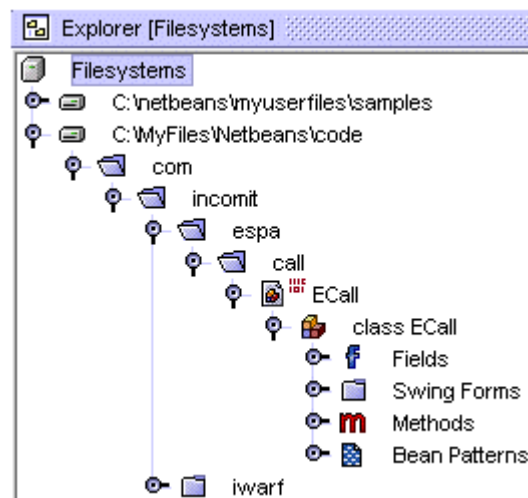 Explorer [Filesystems]
Filesystems
C:\netbeans\myuserfiles\samples
C:\MyFiles\Netbeans\code
com
incomit
espa
call
ECall
class ECall
Fields
Swing Forms
Methods
Bean Patterns
iwarf